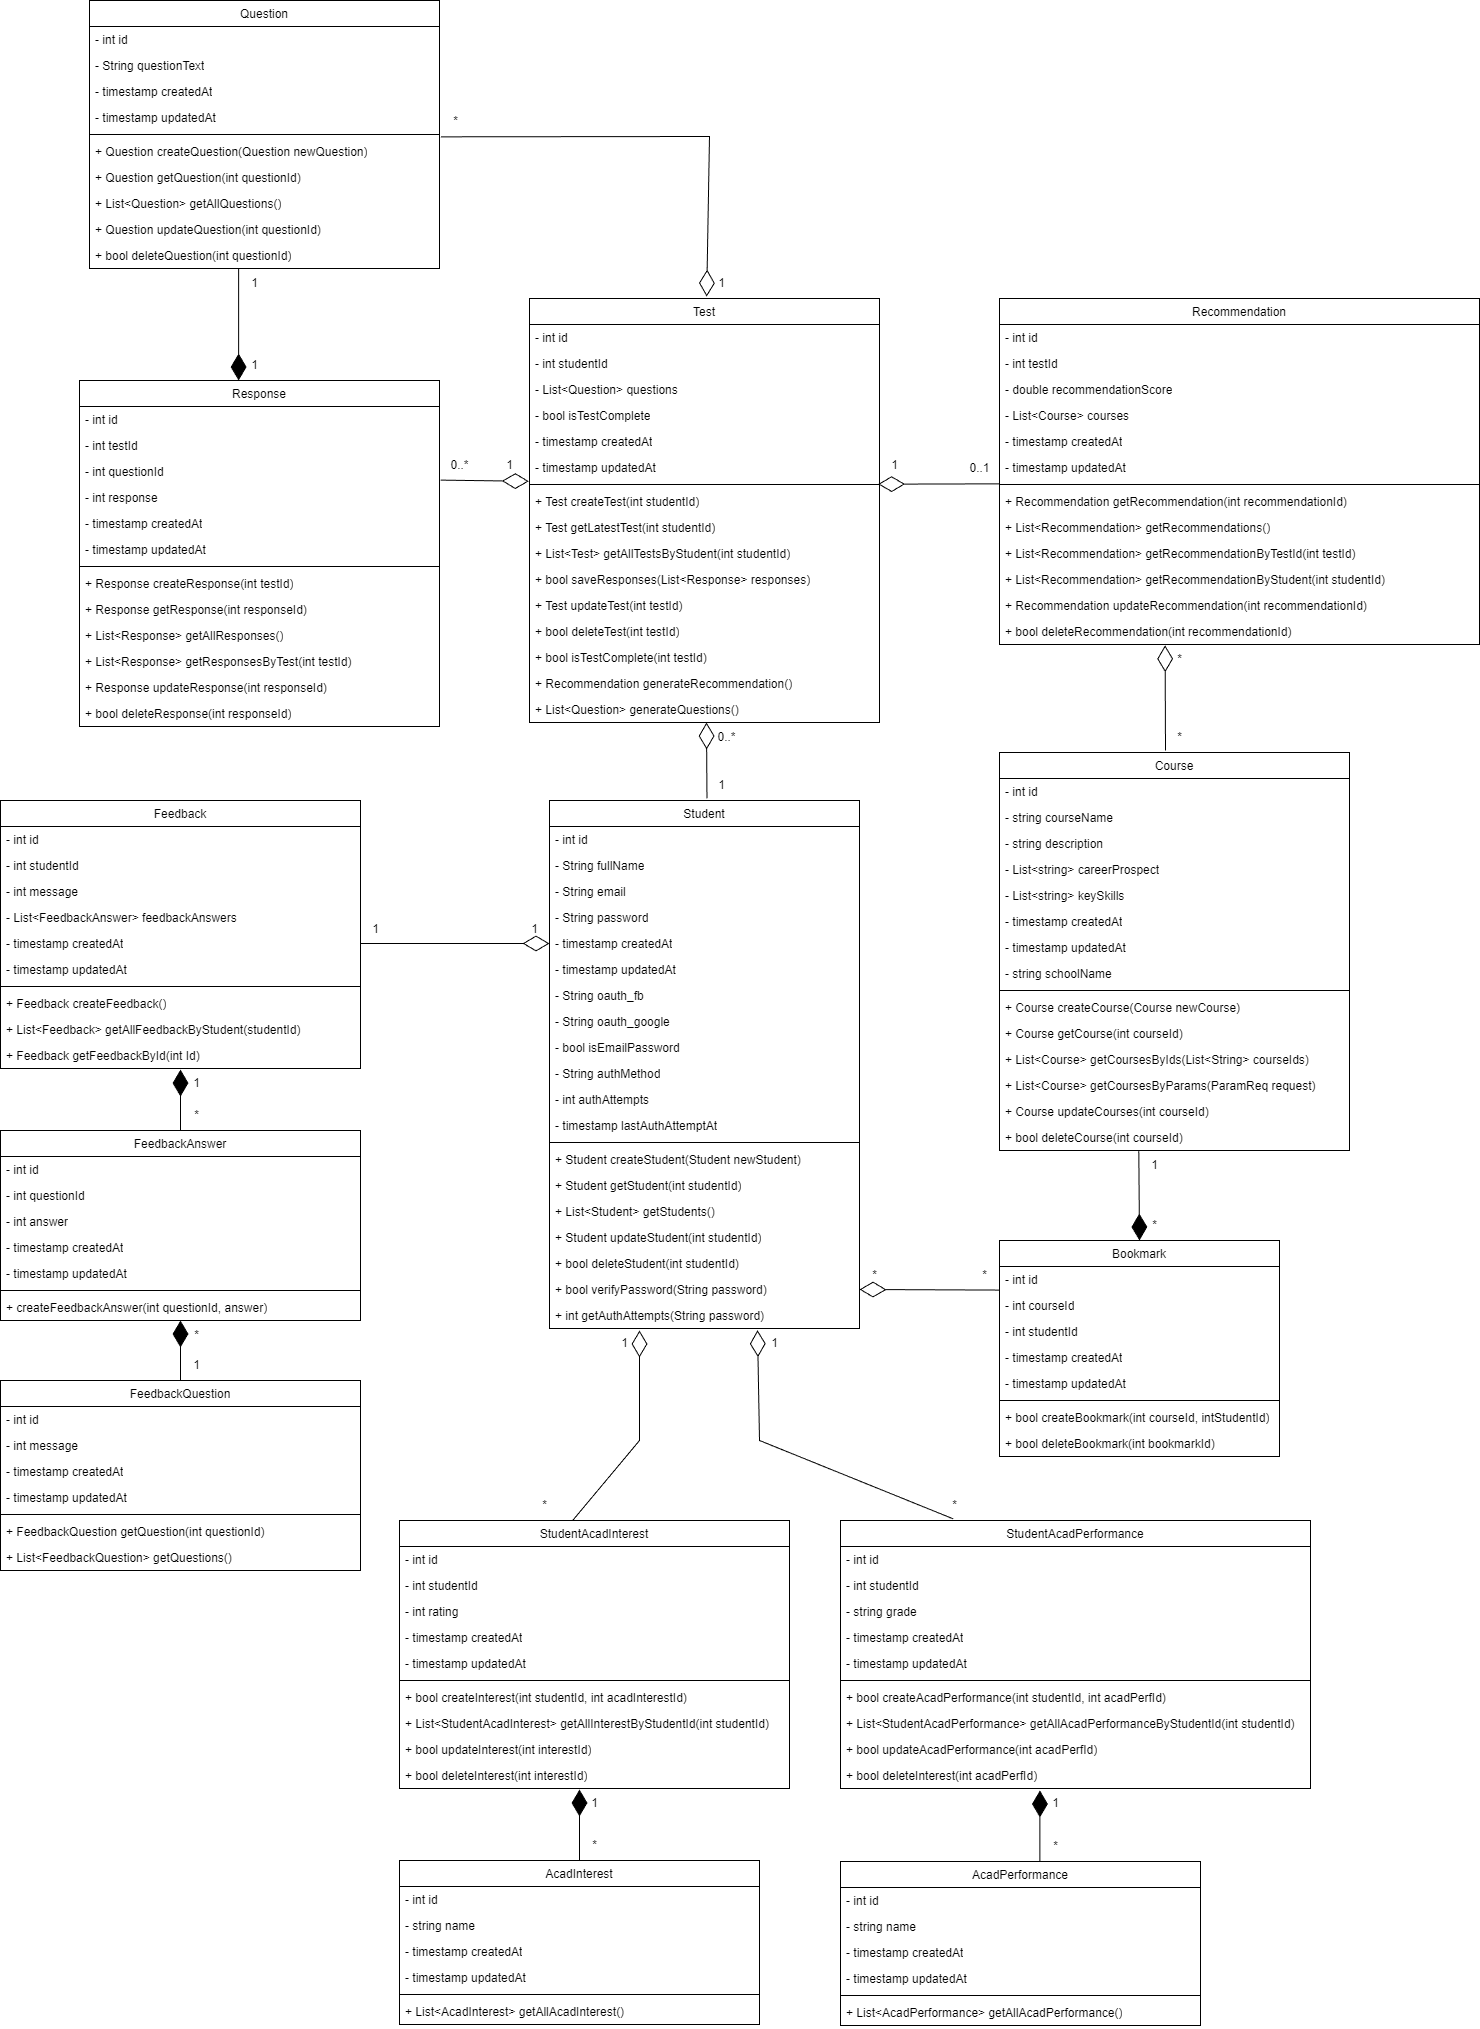 Question
- int id
- String questionText
- timestamp createdAt
- timestamp updatedAt
+ Question createQuestion(Question newQuestion)
+ Question getQuestion(int questionId)
+ List<Question> getAllQuestions()
+ Question updateQuestion(int questionId)
+ bool deleteQuestion(int questionId)
*
1
1
1
Response
- int id
- int testId
- int questionId
- int response
- timestamp createdAt
- timestamp updatedAt
+ Response createResponse(int testId)
+ Response getResponse(int responseId)
+ List<Response> getAllResponses()
+ List<Response> getResponsesByTest(int testId)
+ Response updateResponse(int responseId)
+ bool deleteResponse(int responseId)
0..*
1
Test
- int id
- int studentId
- List<Question> questions
- bool isTestComplete
- timestamp createdAt
- timestamp updatedAt
+ Test createTest(int studentId)
+ Test getLatestTest(int studentId)
+ List<Test> getAllTestsByStudent(int studentId)
+ bool saveResponses(List<Response> responses)
+ Test updateTest(int testId)
+ bool deleteTest(int testId)
+ bool isTestComplete(int testId)
+ Recommendation generateRecommendation()
+ List<Question> generateQuestions()
1
0..1
Recommendation
- int id
- int testId
- double recommendationScore
- List<Course> courses
- timestamp createdAt
- timestamp updatedAt
+ Recommendation getRecommendation(int recommendationId)
+ List<Recommendation> getRecommendations()
+ List<Recommendation> getRecommendationByTestId(int testId)
+ List<Recommendation> getRecommendationByStudent(int studentId)
+ Recommendation updateRecommendation(int recommendationId)
+ bool deleteRecommendation(int recommendationId)
*
*
0..*
1
Feedback
- int id
- int studentId
- int message
- List<FeedbackAnswer> feedbackAnswers
- timestamp createdAt
- timestamp updatedAt
+ Feedback createFeedback()
+ List<Feedback> getAllFeedbackByStudent(studentId)
+ Feedback getFeedbackById(int Id)
1
1
1
*
FeedbackAnswer
- int id
- int questionId
- int answer
- timestamp createdAt
- timestamp updatedAt
+ createFeedbackAnswer(int questionId, answer)
*
1
FeedbackQuestion
- int id
- int message
- timestamp createdAt
- timestamp updatedAt
+ FeedbackQuestion getQuestion(int questionId)
+ List<FeedbackQuestion> getQuestions()
Student
- int id
- String fullName
- String email
- String password
- timestamp createdAt
- timestamp updatedAt
- String oauth_fb
- String oauth_google
- bool isEmailPassword
- String authMethod
- int authAttempts
- timestamp lastAuthAttemptAt
+ Student createStudent(Student newStudent)
+ Student getStudent(int studentId)
+ List<Student> getStudents()
+ Student updateStudent(int studentId)
+ bool deleteStudent(int studentId)
+ bool verifyPassword(String password)
+ int getAuthAttempts(String password)
Course
- int id
- string courseName
- string description
- List<string> careerProspect
- List<string> keySkills
- timestamp createdAt
- timestamp updatedAt
- string schoolName
+ Course createCourse(Course newCourse)
+ Course getCourse(int courseId)
+ List<Course> getCoursesByIds(List<String> courseIds)
+ List<Course> getCoursesByParams(ParamReq request)
+ Course updateCourses(int courseId)
+ bool deleteCourse(int courseId)
1
*
*
*
Bookmark
- int id
- int courseId
- int studentId
- timestamp createdAt
- timestamp updatedAt
+ bool createBookmark(int courseId, intStudentId)
+ bool deleteBookmark(int bookmarkId)
1
1
*
*
StudentAcadInterest
- int id
- int studentId
- int rating
- timestamp createdAt
- timestamp updatedAt
+ bool createInterest(int studentId, int acadInterestId)
+ List<StudentAcadInterest> getAllInterestByStudentId(int studentId)
+ bool updateInterest(int interestId)
+ bool deleteInterest(int interestId)
1
*
AcadInterest
- int id
- string name
- timestamp createdAt
- timestamp updatedAt
+ List<AcadInterest> getAllAcadInterest()
StudentAcadPerformance
- int id
- int studentId
- string grade
- timestamp createdAt
- timestamp updatedAt
+ bool createAcadPerformance(int studentId, int acadPerfId)
+ List<StudentAcadPerformance> getAllAcadPerformanceByStudentId(int studentId)
+ bool updateAcadPerformance(int acadPerfId)
+ bool deleteInterest(int acadPerfId)
1
*
AcadPerformance
- int id
- string name
- timestamp createdAt
- timestamp updatedAt
+ List<AcadPerformance> getAllAcadPerformance()